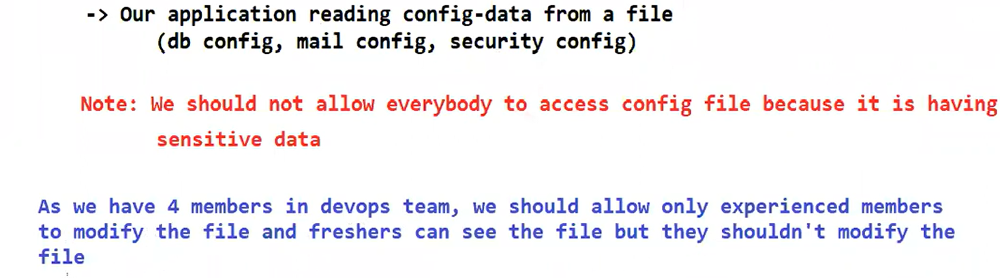 -> Our application reading config-data from a file
(db config, mail config, security config)
Note: We should not allow everybody to access config file because it is having
sensitive data
As we have 4 members in devops team, we should allow only experienced members
to modify the file and freshers can see the file but they shouldn't modify the
file